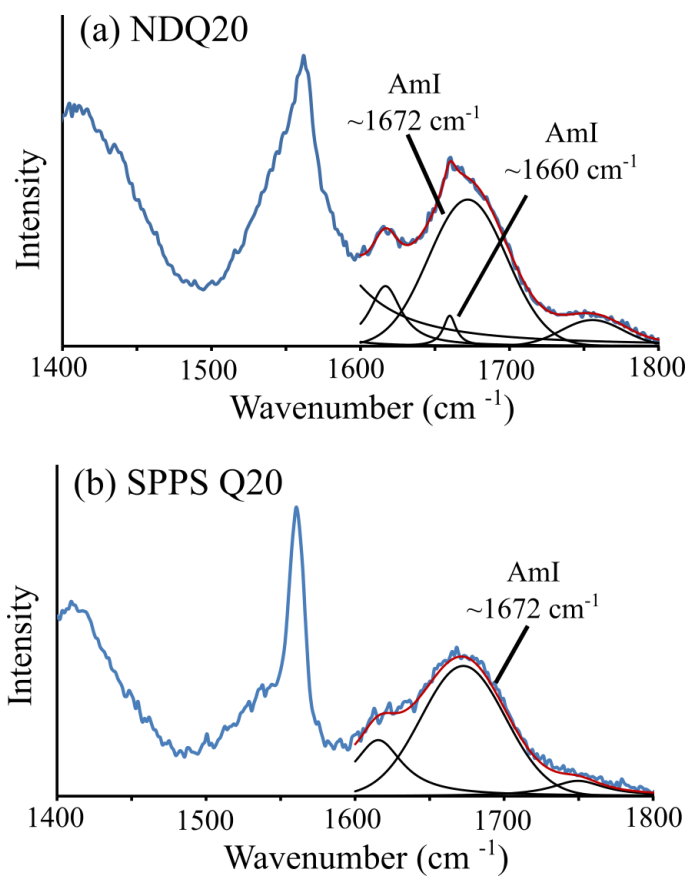 (a) NDQ20
AmI
~1672 cm-1
AmI
~1660 cm-1
Intensity
1400 1500 1600 1700 1800
Wavenumber (cm -1)
(b) SPPS Q20
AmI
~1672 cm-1
Intensity
1400 1500 1600 1700 1800
Wavenumber (cm -1)